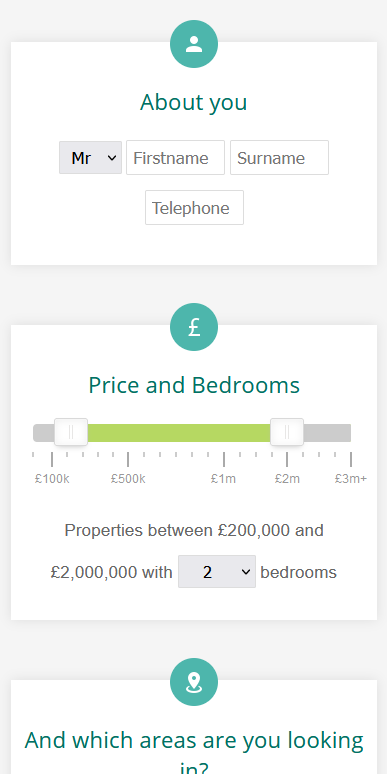 About you
Mr Firstname Surname
Telephone
£
Price and Bedrooms
£100k £500k £1m £2m £3m+
Properties between £200,000 and
£2,000,000 with 2 bedrooms
And which areas are you looking
in?